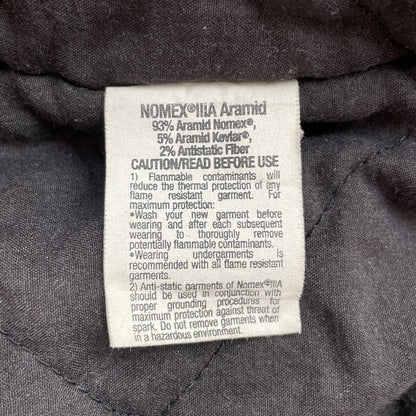 NOMEX®IIIA Aramid
93% Aramid Nomex®,
5% Aramid Kevlar®,
2% Antistatic Fiber
CAUTION/READ BEFORE USE
1) Flammable contaminants will
reduce the thermal protection of any
flame resistant garment. For
maximum protection:
•Wash your new garment before
wearing and after each subsequent
wearing to thoroughly remove
potentially flammable contaminants.
•Wearing undergarments is
recommended with all flame resistant
garments.
2) Anti-static garments of Nomex®IIIA
should be used in conjunction with
proper grounding procedures for
maximum protection against threat of
spark. Do not remove garments when
in a hazardous environment.